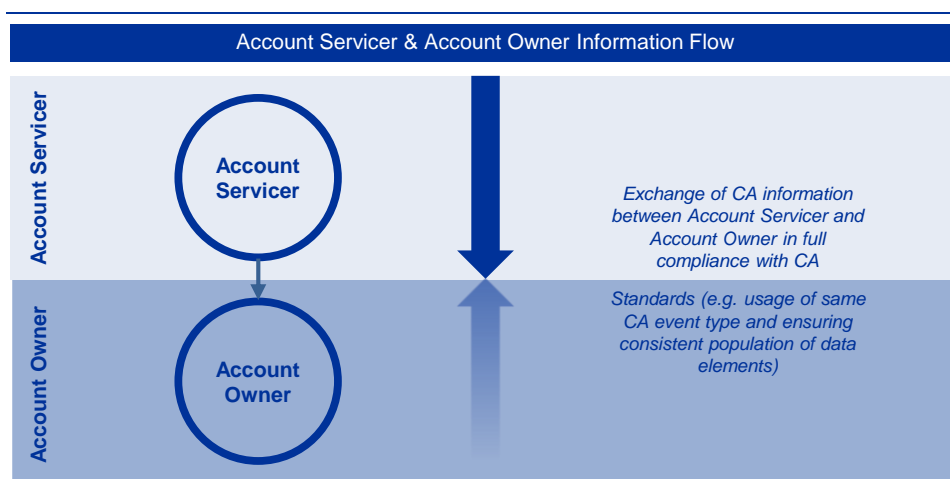 Account Servicer & Account Owner Information Flow
Account Servicer
Account
Servicer
Exchange of CA information
between Account Servicer and
Account Owner in full
compliance with CA
Standards (e.g. usage of same
CA event type and ensuring
consistent population of data
elements)
Account Owner
Account
Owner